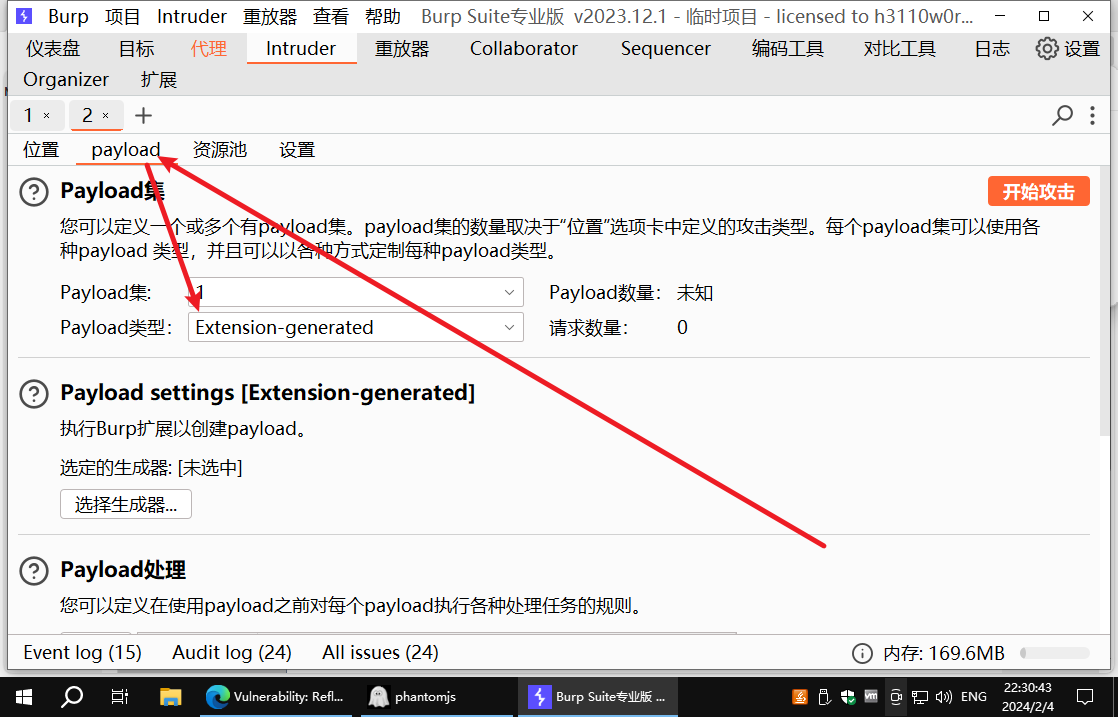 Burp 项目 Intruder 重放器 查看 帮助 Burp Suite专业版 v2023.12.1 - 临时项目 - licensed to h3110w0r...
仪表盘 目标 代理 Intruder 重放器 Collaborator Sequencer 编码工具 对比工具 日志 设置
Organizer 扩展
1 × 2 × +
位置 payload 资源池 设置
Payload集 开始攻击
您可以定义一个或多个有payload集。payload集的数量取决于“位置”选项卡中定义的攻击类型。每个payload集可以使用各
种payload 类型，并且可以以各种方式定制每种payload类型。
Payload集: 1 Payload数量： 未知
Payload类型： Extension-generated 请求数量： 0
Payload settings [Extension-generated]
执行Burp扩展以创建payload。
选定的生成器: [未选中]
选择生成器...
Payload处理
您可以定义在使用payload之前对每个payload执行各种处理任务的规则。
Event log (15) Audit log (24) All issues (24) 内存: 169.6MB
Vulnerability: Refl... phantomjs Burp Suite专业版 ... vm ENG 22:30:43
2024/2/4